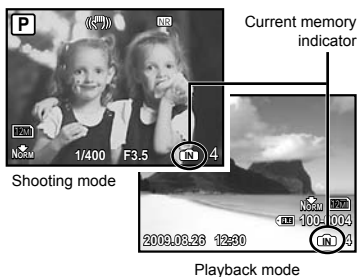 P
NR
Current memory
indicator
12M
NORM 1/400 F3.5 IN 4
Shooting mode
NORM 12M
FILE 100-0004
2009.08.26 12:30 IN 4
Playback mode